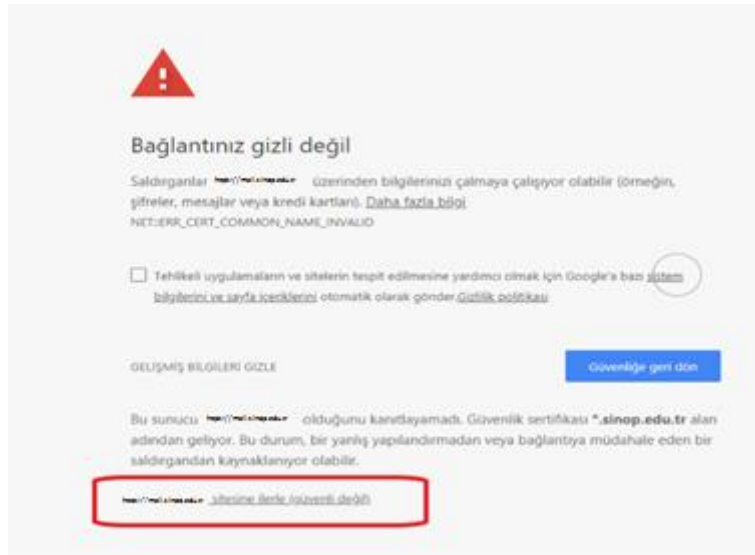 Bağlantınız gizli değil
Saldırganlar üzerinden bilgilerinizi çalmaya çalışıyor olabilir (örneğin,
şifreler, mesajlar veya kredi kartları). Daha fazla bilgi
NET::ERR_CERT_COMMON_NAME_INVALID
Tehlikeli uygulamaların ve sitelerin tespit edilmesine yardımcı olmak için Google'a bazı sistem
bilgilerini ve sayfa içeriklerini otomatik olarak gönder.Gizlilik politikası
GELİŞMİŞ BİLGİLERİ GİZLE
Güvenliğe geri dön
Bu sunucu olduğunu kanıtlayamadı. Güvenlik sertifikası *.sinop.edu.tr alan
adından geliyor. Bu durum, bir yanlış yapılandırmadan veya bağlantıya müdahale eden bir
saldırgandan kaynaklanıyor olabilir.
sitesine ilerle (güvenli değil)